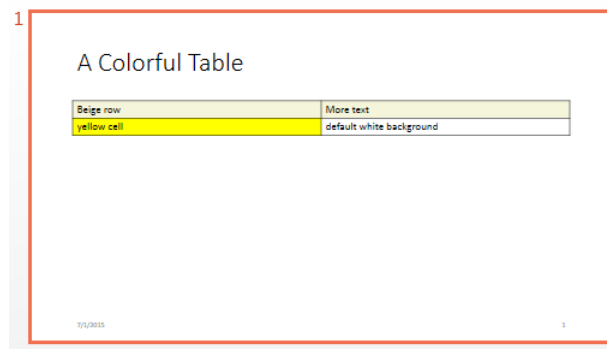 1
A Colorful Table
Beige row More text
yellow cell default white background
7/1/2015 1